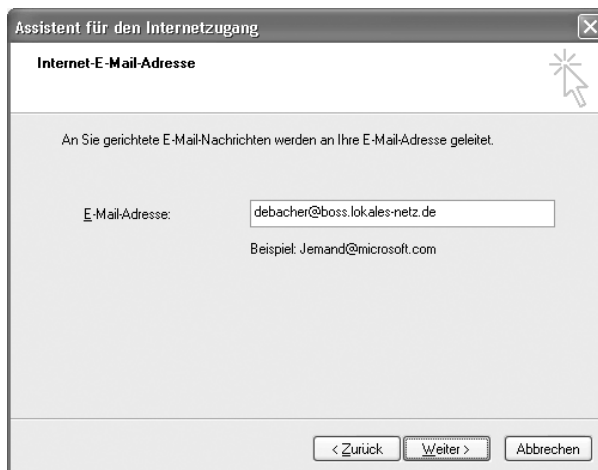 Assistent für den Internetzugang
Internet-E-Mail-Adresse
An Sie gerichtete E-Mail-Nachrichten werden an Ihre E-Mail-Adresse geleitet.
E-Mail-Adresse: debacher@boss.lokales-netz.de
Beispiel: Jemand@microsoft.com
< Zurück Weiter > Abbrechen